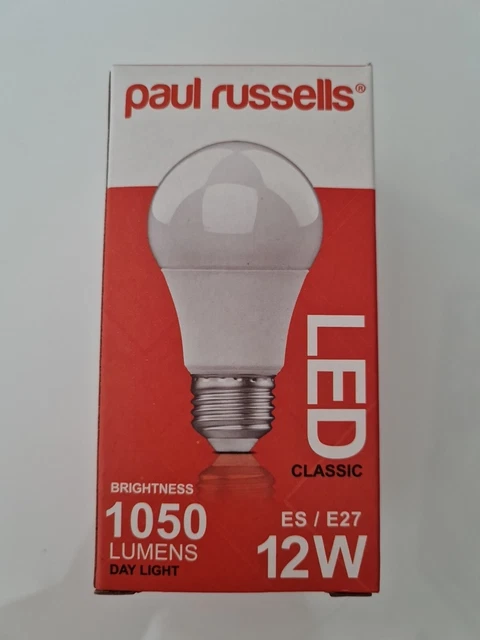 paul russells®
LED
CLASSIC
BRIGHTNESS
1050
LUMENS
DAY LIGHT
ES / E27
12W